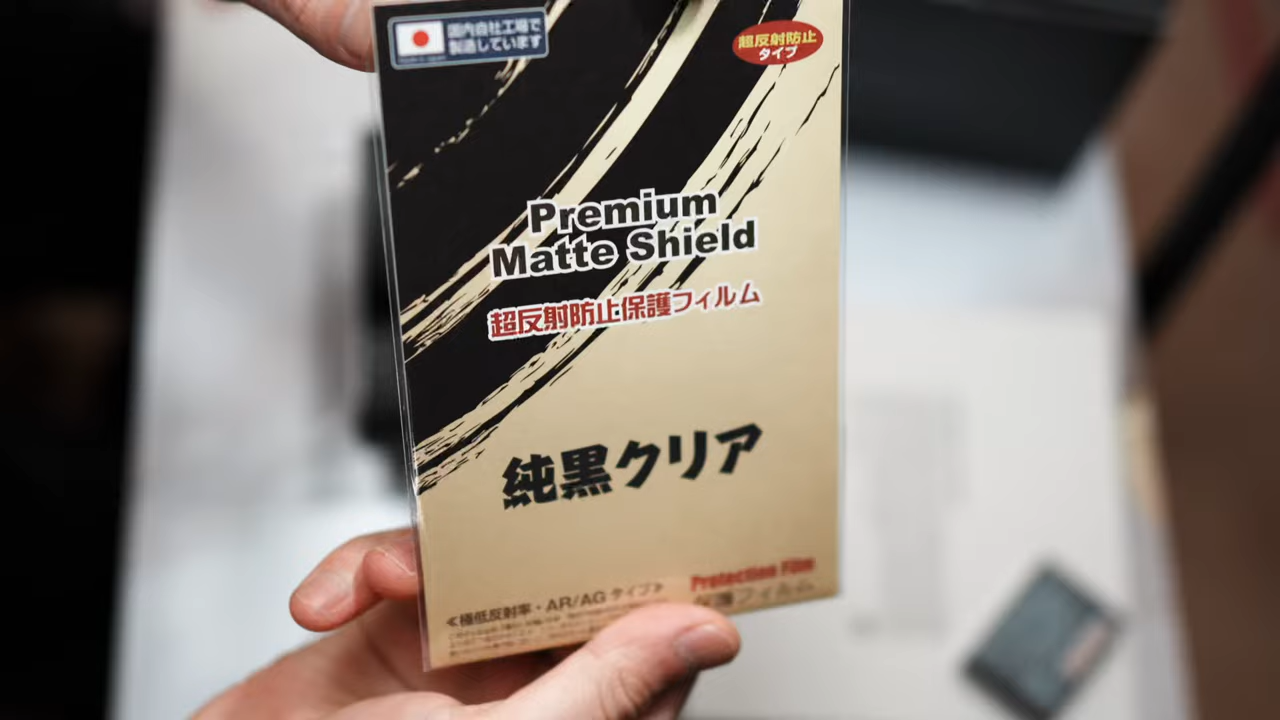 国内自社工場で
製造しています
超反射防止
タイプ
Premium
Matte Shield
超反射防止保護フィルム
純黒クリア
Protection Film
保護フィルム
≪極低反射率・AR/AG タイプ≫